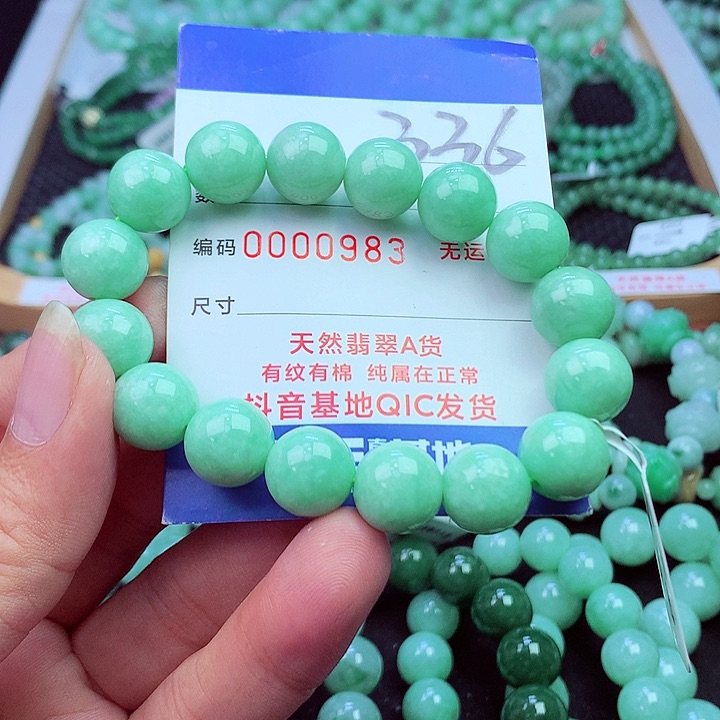 336
编码 0000983 无运
尺寸
天然翡翠A货
有纹有棉 纯属在正常
抖音基地QIC发货